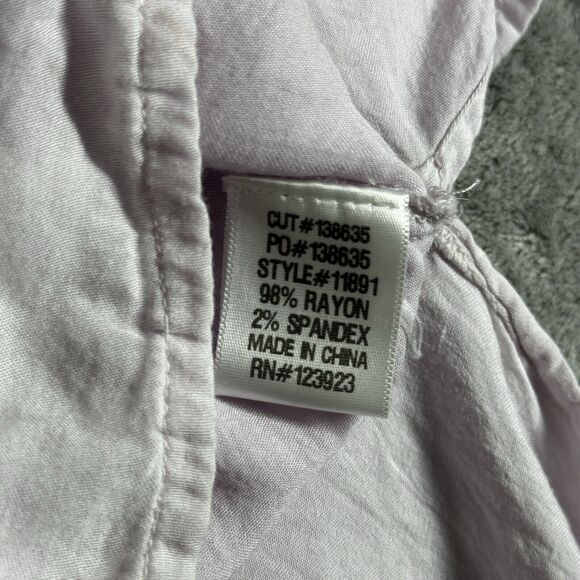 CUT#138635
PO#138635
STYLE#11891
98% RAYON
2% SPANDEX
MADE IN CHINA
RN#123923